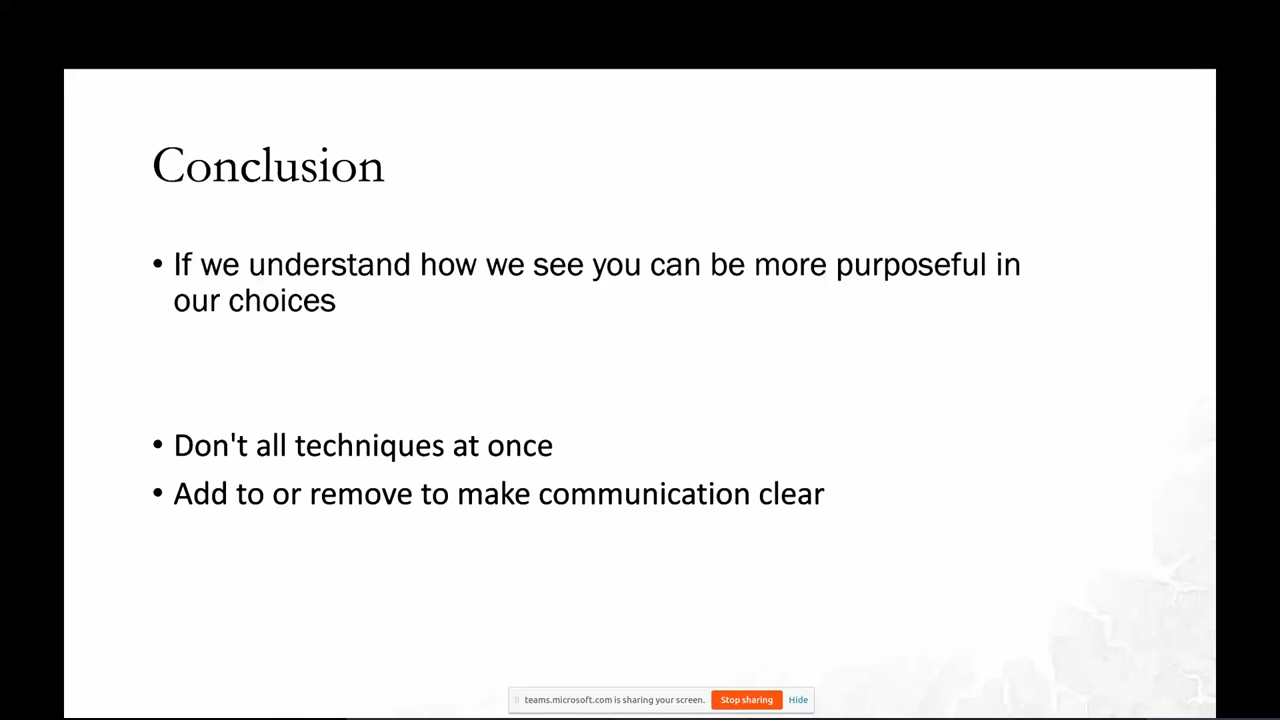 Conclusion
• If we understand how we see you can be more purposeful in
our choices
• Don't all techniques at once
• Add to or remove to make communication clear
teams.microsoft.com is sharing your screen. Stop sharing Hide